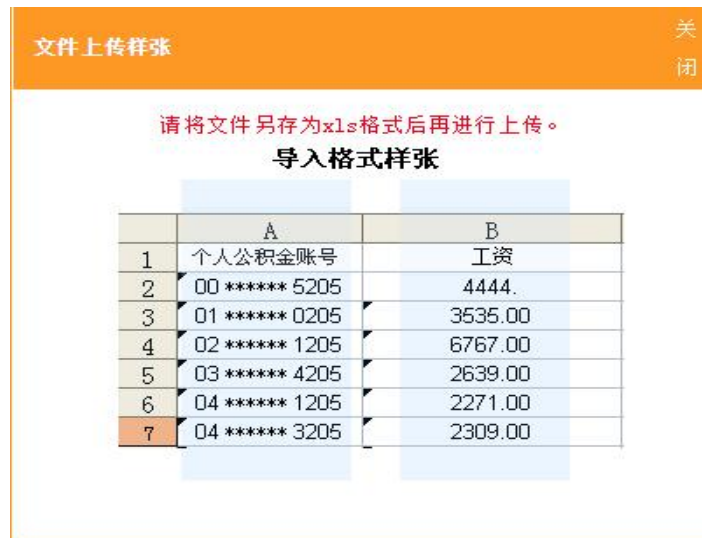 文件上传样张
关
闭
请将文件另存为xls格式后再进行上传。
导入格式样张
A B
1 个人公积金账号 工资
2 00 ****** 5205 4444.
3 01 ****** 0205 3535.00
4 02 ****** 1205 6767.00
5 03 ****** 4205 2639.00
6 04 ****** 1205 2271.00
7 04 ****** 3205 2309.00